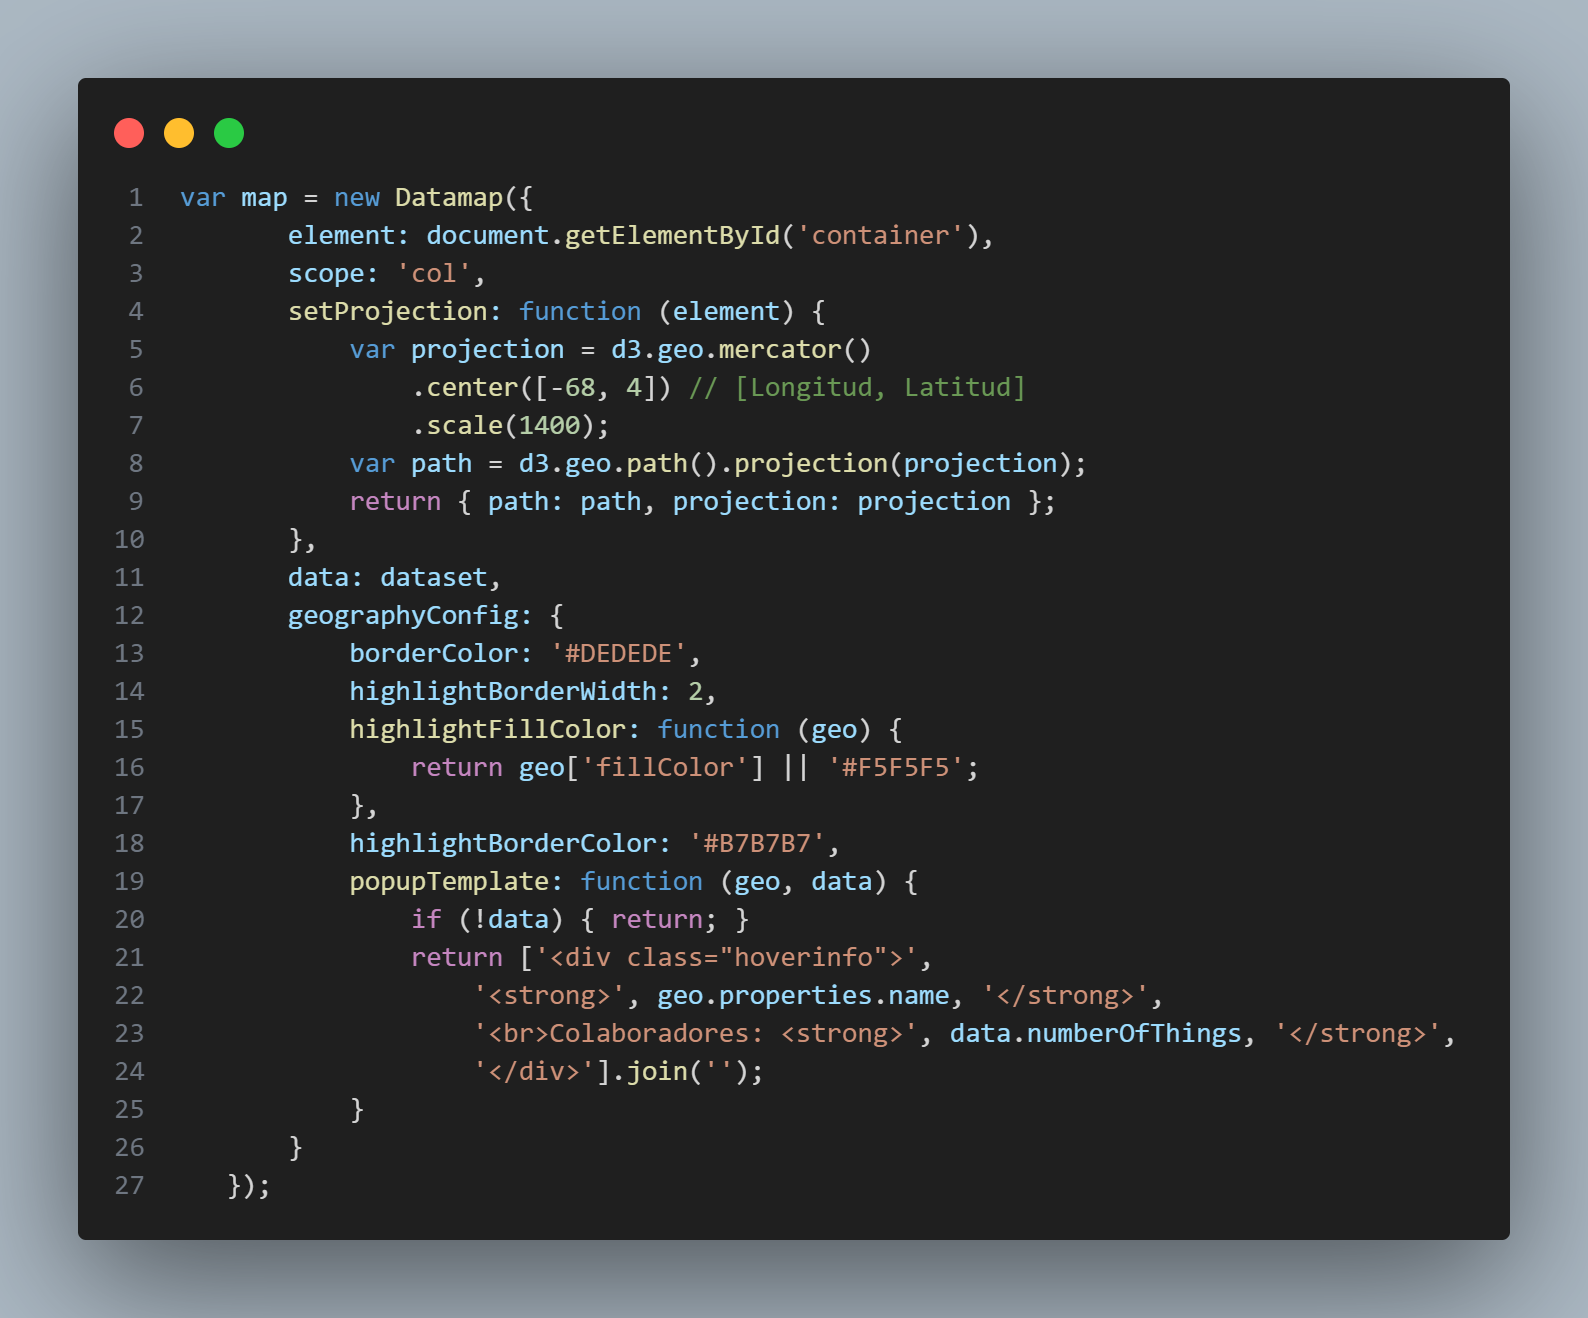 1 var map = new Datamap({
2 element: document.getElementById('container'),
3 scope: 'col',
4 setProjection: function (element) {
5 var projection = d3.geo.mercator()
6 .center([-68, 4]) // [Longitud, Latitud]
7 .scale(1400);
8 var path = d3.geo.path().projection(projection);
9 return { path: path, projection: projection };
10 },
11 data: dataset,
12 geographyConfig: {
13 borderColor: '#DEDEDE',
14 highlightBorderWidth: 2,
15 highlightFillColor: function (geo) {
16 return geo['fillColor'] || '#F5F5F5';
17 },
18 highlightBorderColor: '#B7B7B7',
19 popupTemplate: function (geo, data) {
20 if (!data) { return; }
21 return ['<div class="hoverinfo">',
22 '<strong>', geo.properties.name, '</strong>',
23 '<br>Colaboradores: <strong>', data.numberOfThings, '</strong>',
24 '</div>'].join('');
25 }
26 }
27 });